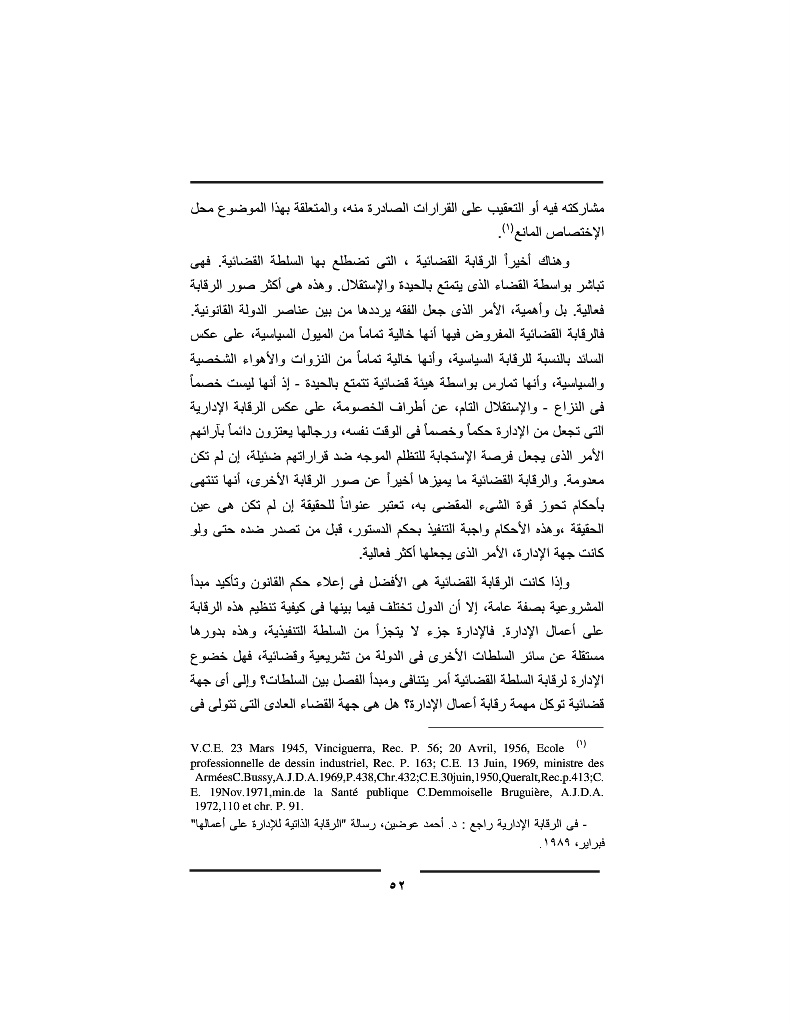 مشاركته فيه أو التعقيب على القرارات الصادرة منه، والمتعلقة بهذا الموضوع محل
الإختصاص المانع(١).
وهناك أخيراً الرقابة القضائية ، التى تضطلع بها السلطة القضائية. فهى
تباشر بواسطة القضاء الذى يتمتع بالحيدة والإستقلال. وهذه هى أكثر صور الرقابة
فعالية. بل وأهمية، الأمر الذى جعل الفقه يرددها من بين عناصر الدولة القانونية.
فالرقابة القضائية المفروض فيها أنها خالية تماماً من الميول السياسية، على عكس
السائد بالنسبة للرقابة السياسية، وأنها خالية تماماً من النزوات والأهواء الشخصية
والسياسية، وأنها تمارس بواسطة هيئة قضائية تتمتع بالحيدة - إذ أنها ليست خصماً
فى النزاع - والإستقلال التام، عن أطراف الخصومة، على عكس الرقابة الإدارية
التى تجعل من الإدارة حكماً وخصماً فى الوقت نفسه، ورجالها يعتزون دائماً بآرائهم
الأمر الذى يجعل فرصة الإستجابة للتظلم الموجه ضد قراراتهم ضئيلة، إن لم تكن
معدومة. والرقابة القضائية ما يميزها أخيراً عن صور الرقابة الأخرى، أنها تنتهى
بأحكام تحوز قوة الشىء المقضى به، تعتبر عنواناً للحقيقة إن لم تكن هى عين
الحقيقة ،وهذه الأحكام واجبة التنفيذ بحكم الدستور، قبل من تصدر ضده حتى ولو
كانت جهة الإدارة، الأمر الذى يجعلها أكثر فعالية.
وإذا كانت الرقابة القضائية هى الأفضل فى إعلاء حكم القانون وتأكيد مبدأ
المشروعية بصفة عامة، إلا أن الدول تختلف فيما بينها فى كيفية تنظيم هذه الرقابة
على أعمال الإدارة. فالإدارة جزء لا يتجزأ من السلطة التنفيذية، وهذه بدورها
مستقلة عن سائر السلطات الأخرى فى الدولة من تشريعية وقضائية، فهل خضوع
الإدارة لرقابة السلطة القضائية أمر يتنافى ومبدأ الفصل بين السلطات؟ وإلى أى جهة
قضائية توكل مهمة رقابة أعمال الإدارة؟ هل هى جهة القضاء العادى التى تتولى فى
V.C.E. 23 Mars 1945, Vinciguerra, Rec. P. 56; 20 Avril, 1956, Ecole (١)
professionnelle de dessin industriel, Rec. P. 163; C.E. 13 Juin, 1969, ministre des
ArméesC.Bussy,A.J.D.A.1969,P.438,Chr.432;C.E.30juin,1950,Queralt,Rec.p.413;C.
E. 19Nov.1971,min.de la Santé publique C.Demmoiselle Bruguière, A.J.D.A.
1972,110 et chr. P. 91.
- فى الرقابة الإدارية راجع : د. أحمد عوضين، رسالة "الرقابة الذاتية للإدارة على أعمالها"
فبراير، ١٩٨٩.
٥٢